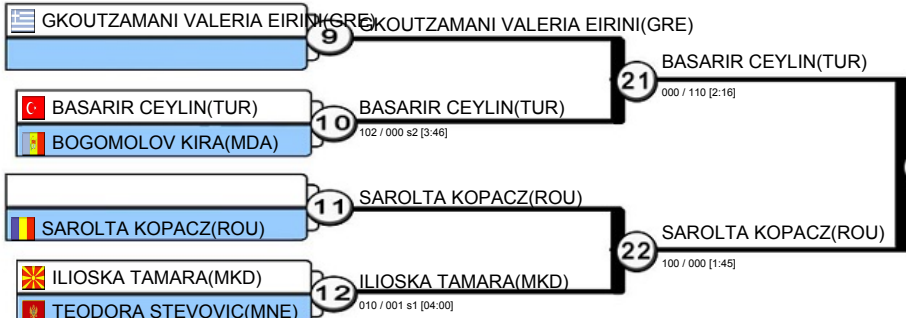 GKOUTZAMANI VALERIA EIRINI(GRE)
9
GKOUTZAMANI VALERIA EIRINI(GRE)
BASARIR CEYLIN(TUR)
21
000 / 110 [2:16]
BASARIR CEYLIN(TUR)
10
BASARIR CEYLIN(TUR)
102 / 000 s2 [3:46]
BOGOMOLOV KIRA(MDA)
11
SAROLTA KOPACZ(ROU)
SAROLTA KOPACZ(ROU)
22
SAROLTA KOPACZ(ROU)
100 / 000 [1:45]
ILIOSKA TAMARA(MKD)
12
ILIOSKA TAMARA(MKD)
010 / 001 s1 [04:00]
TEODORA STEVOVIC(MNE)